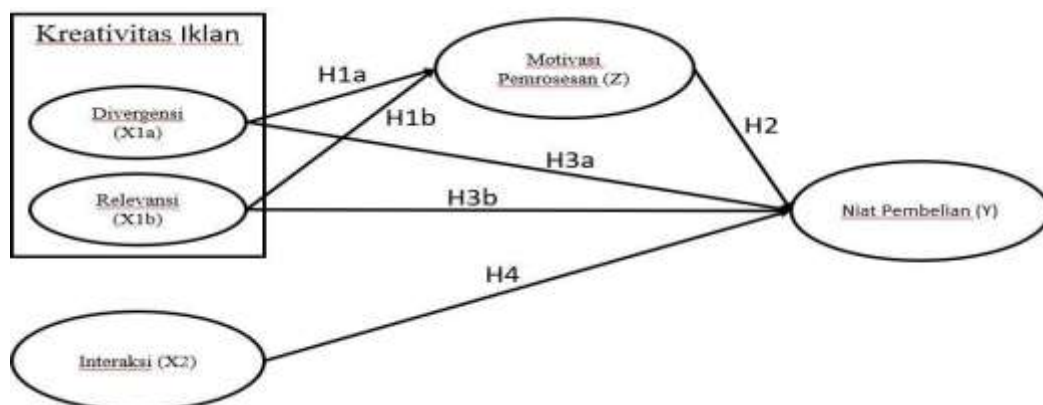 Kreativitas Iklan
Divergensi
(X1a)
Relevansi
(X1b)
Interaksi (X2)
H1a
H1b
Motivasi
Pemrosesan (Z)
H2
H3a
H3b
H4
Niat Pembelian (Y)